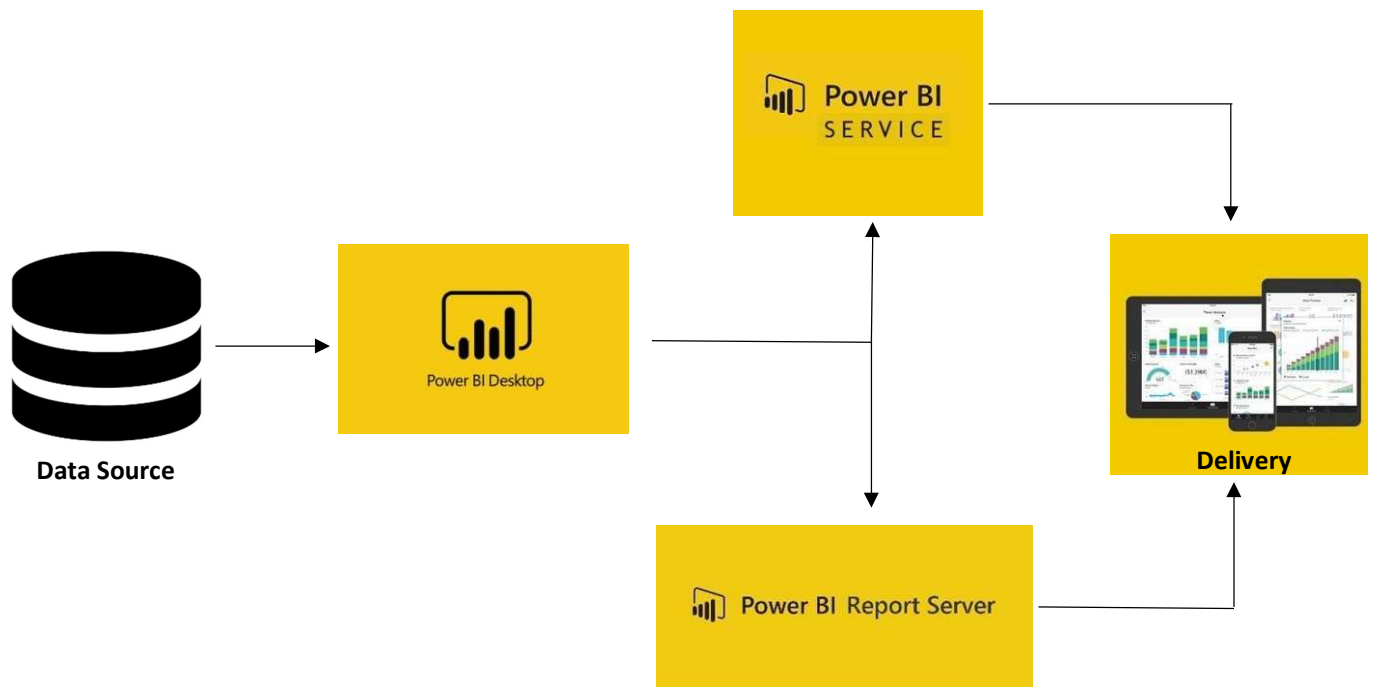 Power BI
SERVICE
Power BI Desktop
Data Source
Delivery
Power BI Report Server